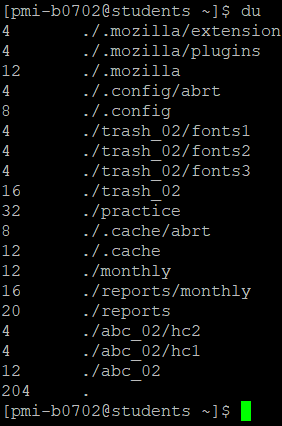 [pmi-b0702@students ~]$ du
4 ./.mozilla/extension
4 ./.mozilla/plugins
12 ./.mozilla
4 ./.config/abrt
8 ./.config
4 ./trash_02/fonts1
4 ./trash_02/fonts2
4 ./trash_02/fonts3
16 ./trash_02
32 ./practice
8 ./.cache/abrt
12 ./.cache
12 ./monthly
16 ./reports/monthly
20 ./reports
4 ./abc_02/hc2
4 ./abc_02/hc1
12 ./abc_02
204 .
[pmi-b0702@students ~]$